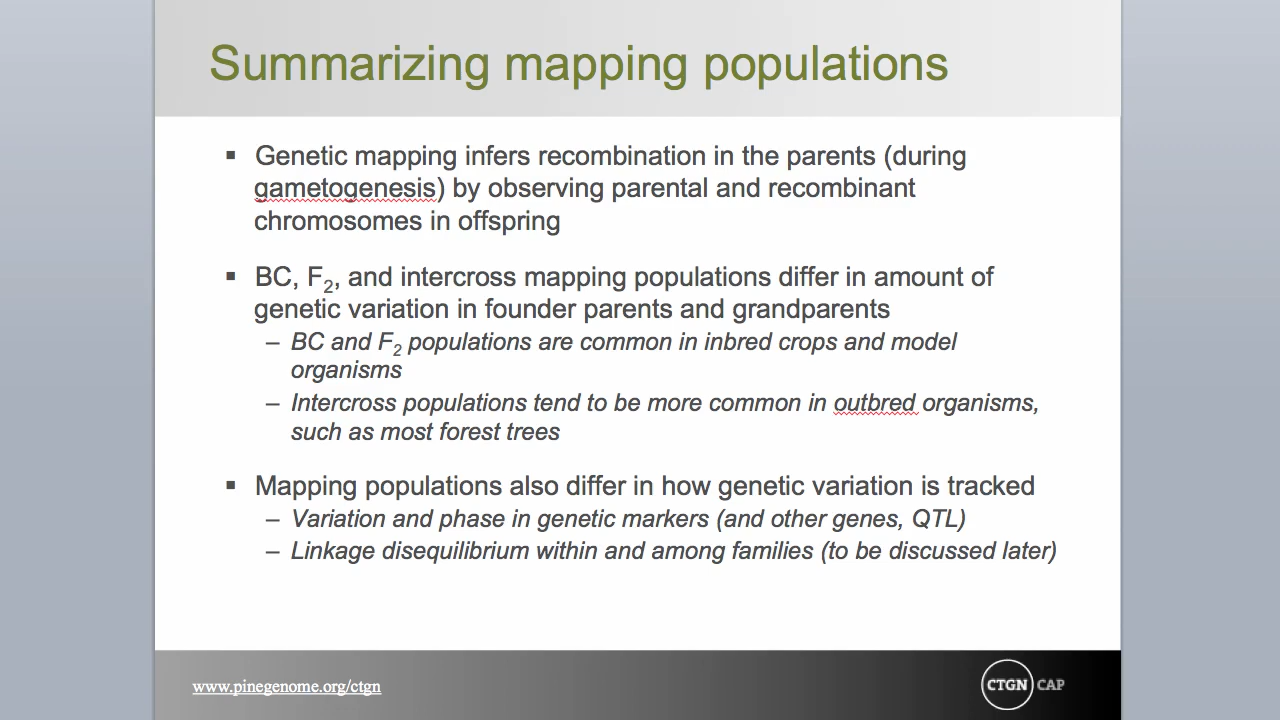 Summarizing mapping populations
▪ Genetic mapping infers recombination in the parents (during
gametogenesis) by observing parental and recombinant
chromosomes in offspring
▪ BC, F₂, and intercross mapping populations differ in amount of
genetic variation in founder parents and grandparents
– BC and F₂ populations are common in inbred crops and model
organisms
– Intercross populations tend to be more common in outbred organisms,
such as most forest trees
▪ Mapping populations also differ in how genetic variation is tracked
– Variation and phase in genetic markers (and other genes, QTL)
– Linkage disequilibrium within and among families (to be discussed later)
www.pinegenome.org/ctgn
CTGN CAP